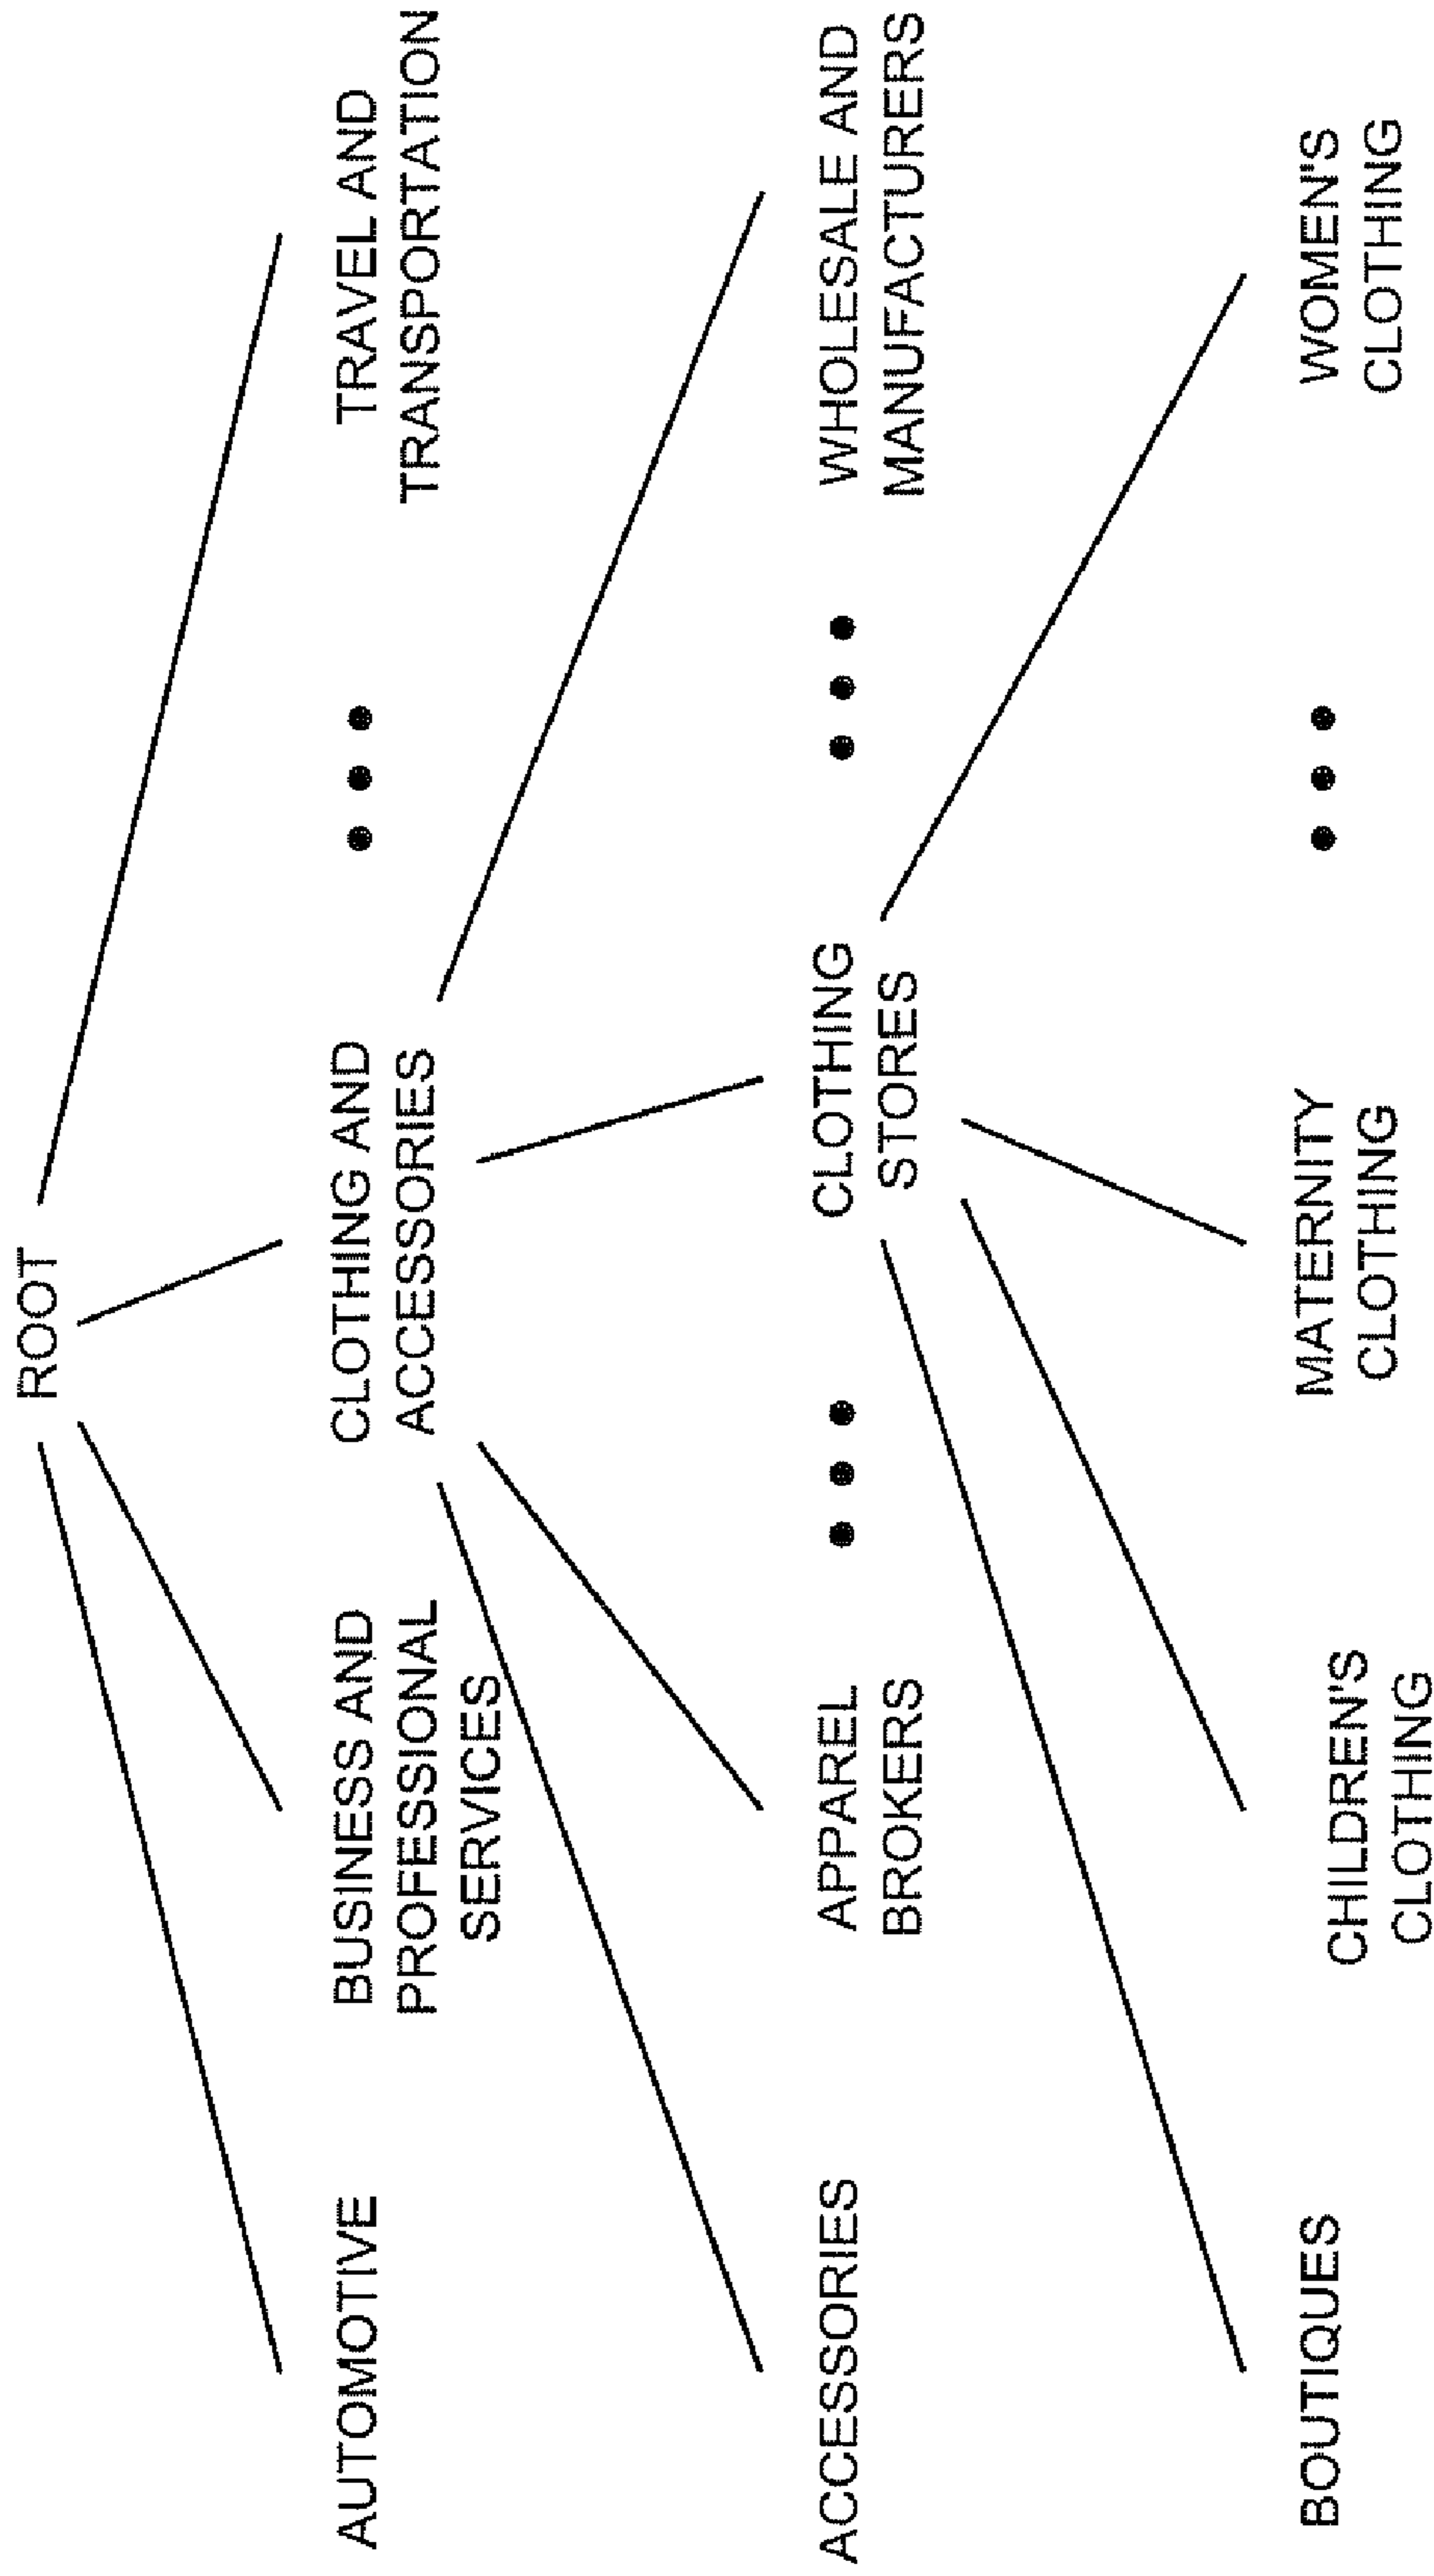 ROOT
AUTOMOTIVE
BUSINESS AND
PROFESSIONAL
SERVICES
CLOTHING AND
ACCESSORIES
TRAVEL AND
TRANSPORTATION
ACCESSORIES
APPAREL
BROKERS
CLOTHING
STORES
WHOLESALE AND
MANUFACTURERS
BOUTIQUES
CHILDREN'S
CLOTHING
MATERNITY
CLOTHING
WOMEN'S
CLOTHING